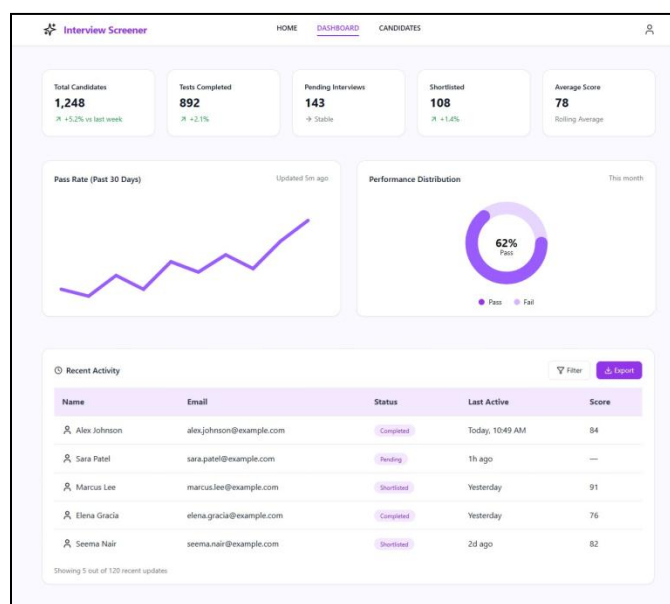 Interview Screener HOME DASHBOARD CANDIDATES
Total Candidates Tests Completed Pending Interviews Shortlisted Average Score
1,248 892 143 108 78
+5.2% vs last week +2.1% → Stable +1.4% Rolling Average
Pass Rate (Past 30 Days) Updated 5m ago
Performance Distribution This month
62%
Pass
Pass Fail
Recent Activity Filter Export
Name Email Status Last Active Score
Alex Johnson alex.johnson@example.com Completed Today, 10:49 AM 84
Sara Patel sara.patel@example.com Pending 1h ago —
Marcus Lee marcus.lee@example.com Shortlisted Yesterday 91
Elena Gracia elena.gracia@example.com Completed Yesterday 76
Seema Nair seema.nair@example.com Shortlisted 2d ago 82
Showing 5 out of 120 recent updates